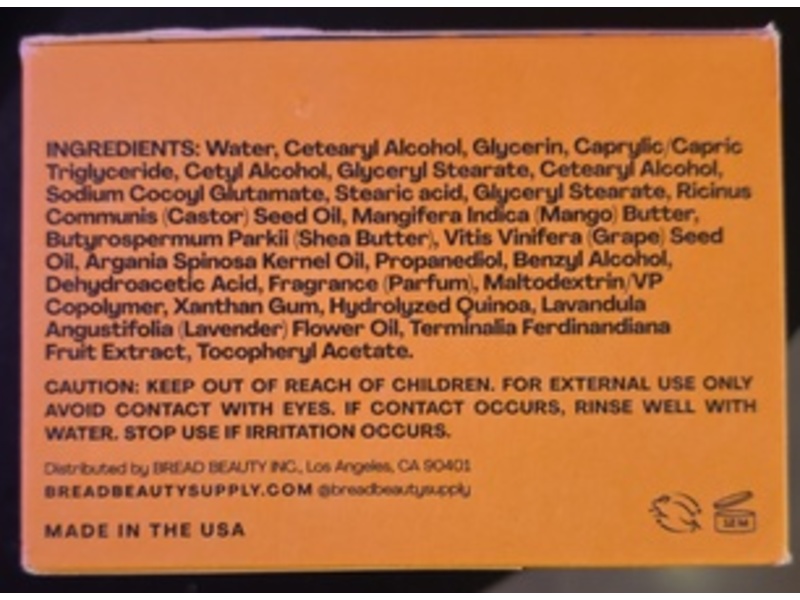 INGREDIENTS: Water, Cetearyl Alcohol, Glycerin, Caprylic/Capric
Triglyceride, Cetyl Alcohol, Glyceryl Stearate, Cetearyl Alcohol,
Sodium Cocoyl Glutamate, Stearic acid, Glyceryl Stearate, Ricinus
Communis (Castor) Seed Oil, Mangifera Indica (Mango) Butter,
Butyrospermum Parkii (Shea Butter), Vitis Vinifera (Grape) Seed
Oil, Argania Spinosa Kernel Oil, Propanediol, Benzyl Alcohol,
Dehydroacetic Acid, Fragrance (Parfum), Maltodextrin/VP
Copolymer, Xanthan Gum, Hydrolyzed Quinoa, Lavandula
Angustifolia (Lavender) Flower Oil, Terminalia Ferdinandiana
Fruit Extract, Tocopheryl Acetate.
CAUTION: KEEP OUT OF REACH OF CHILDREN. FOR EXTERNAL USE ONLY
AVOID CONTACT WITH EYES. IF CONTACT OCCURS, RINSE WELL WITH
WATER. STOP USE IF IRRITATION OCCURS.
Distributed by BREAD BEAUTY INC., Los Angeles, CA 90401
BREADBEAUTYSUPPLY.COM @breadbeautysupply
MADE IN THE USA